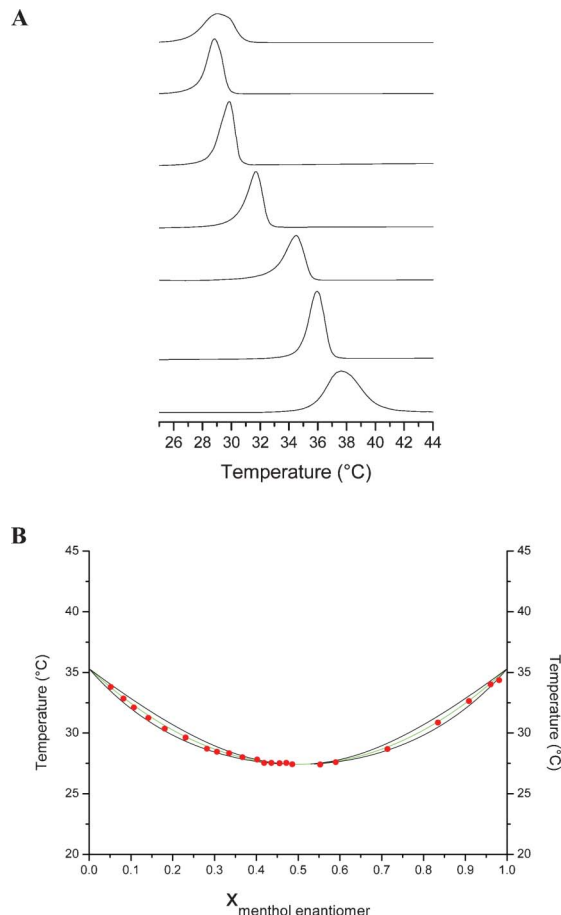 A
26 28 30 32 34 36 38 40 42 44
Temperature (°C)
B
45 45
40 40
35 35
30 30
25 25
20 20
Temperature (°C)
Temperature (°C)
0.0 0.1 0.2 0.3 0.4 0.5 0.6 0.7 0.8 0.9 1.0
X menthol enantiomer